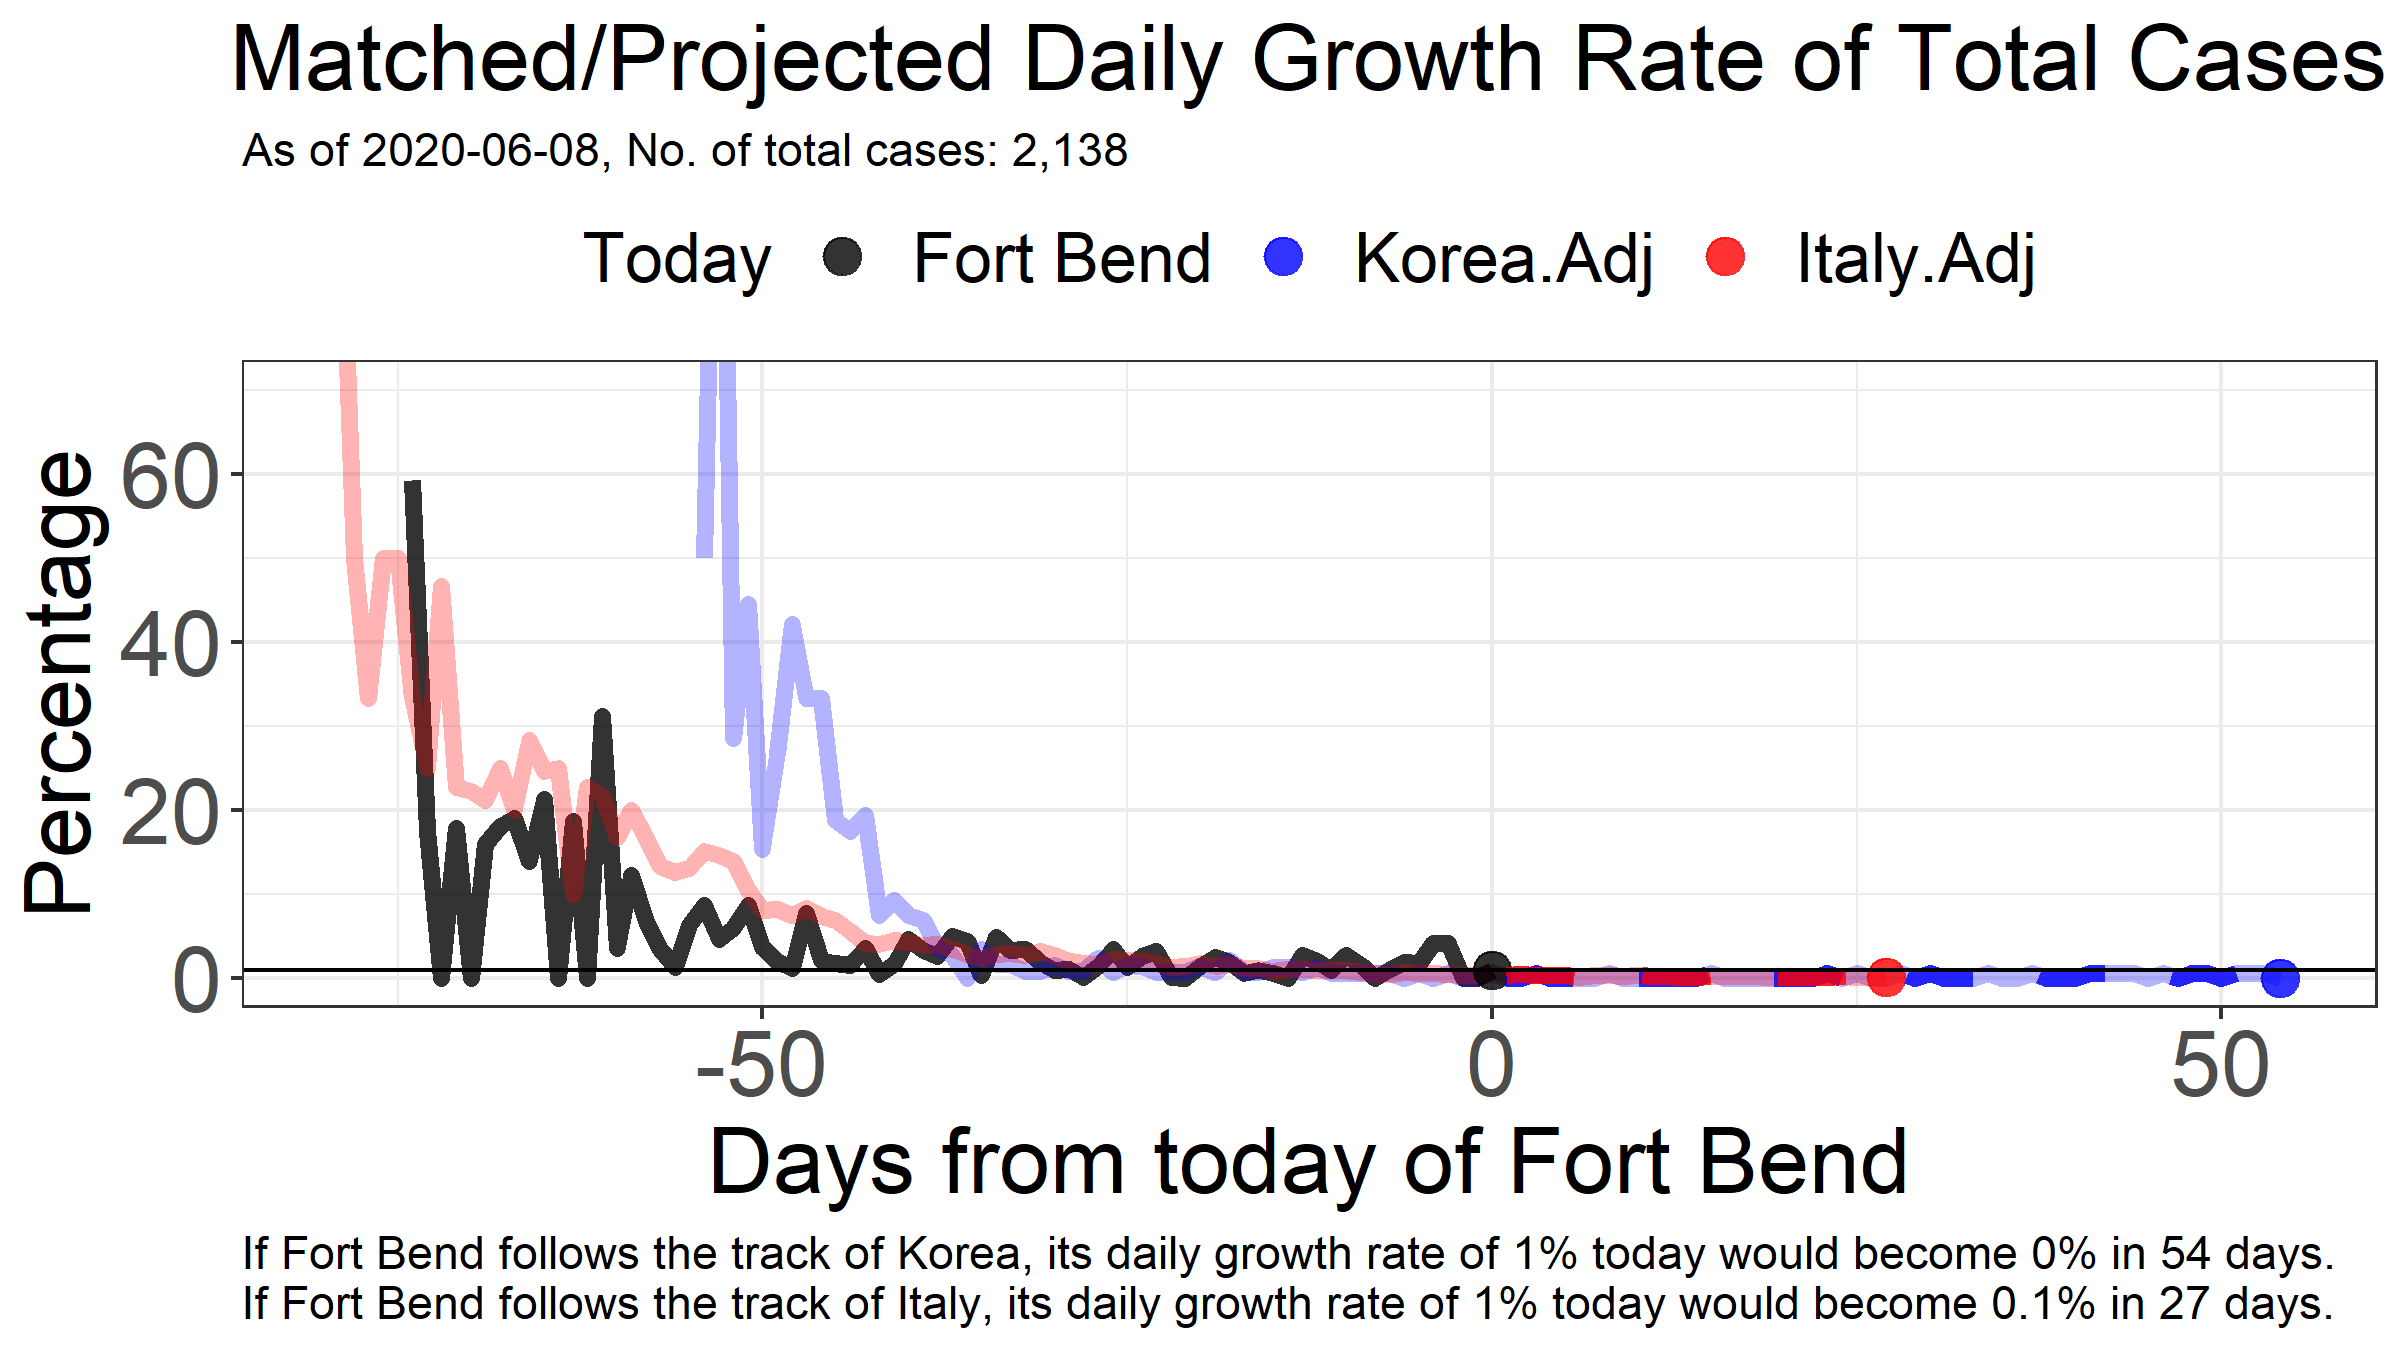 Matched/Projected Daily Growth Rate of Total Cases
As of 2020-06-08, No. of total cases: 2,138
Today Fort Bend Korea.Adj Italy.Adj
Percentage
60
40
20
0
-50 0 50
Days from today of Fort Bend
If Fort Bend follows the track of Korea, its daily growth rate of 1% today would become 0% in 54 days.
If Fort Bend follows the track of Italy, its daily growth rate of 1% today would become 0.1% in 27 days.